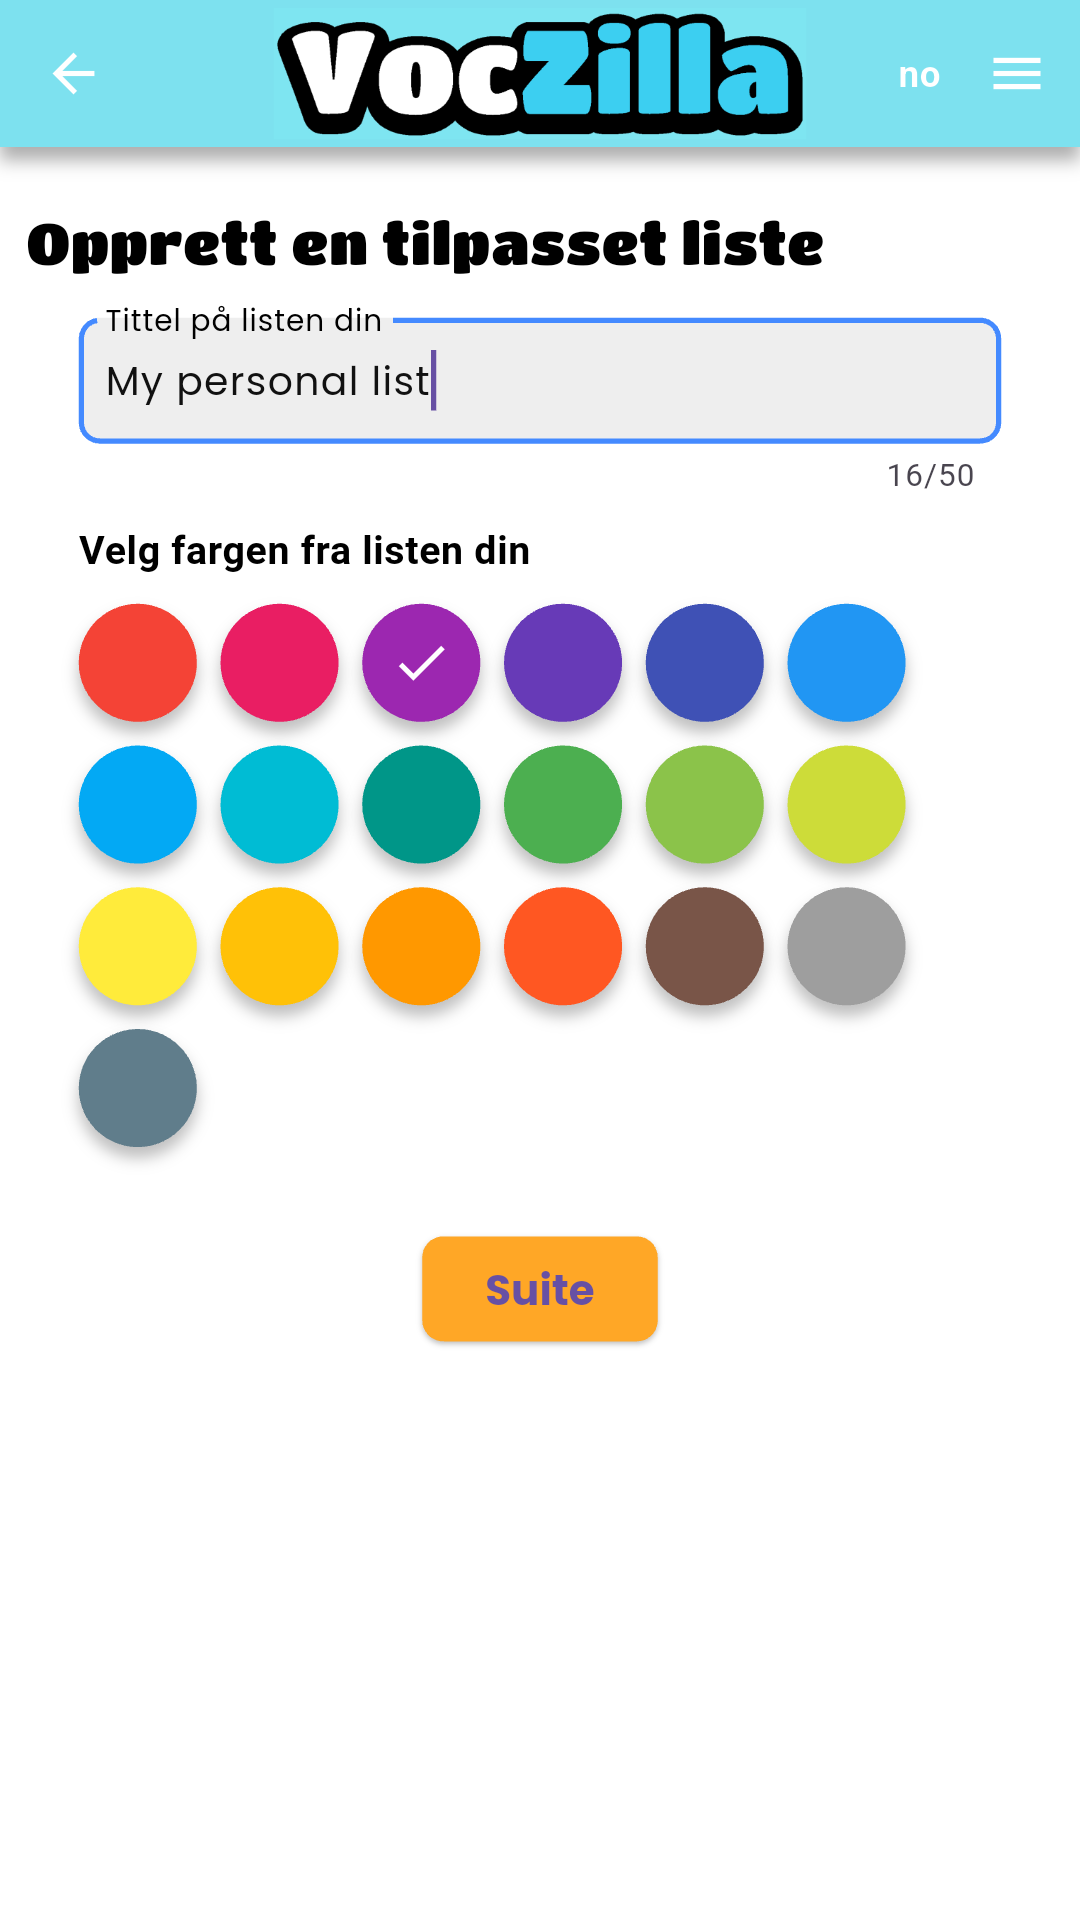 VocZilla
no
Opprett en tilpasset liste
Tittel på listen din
My personal list
16/50
Velg fargen fra listen din
Suite